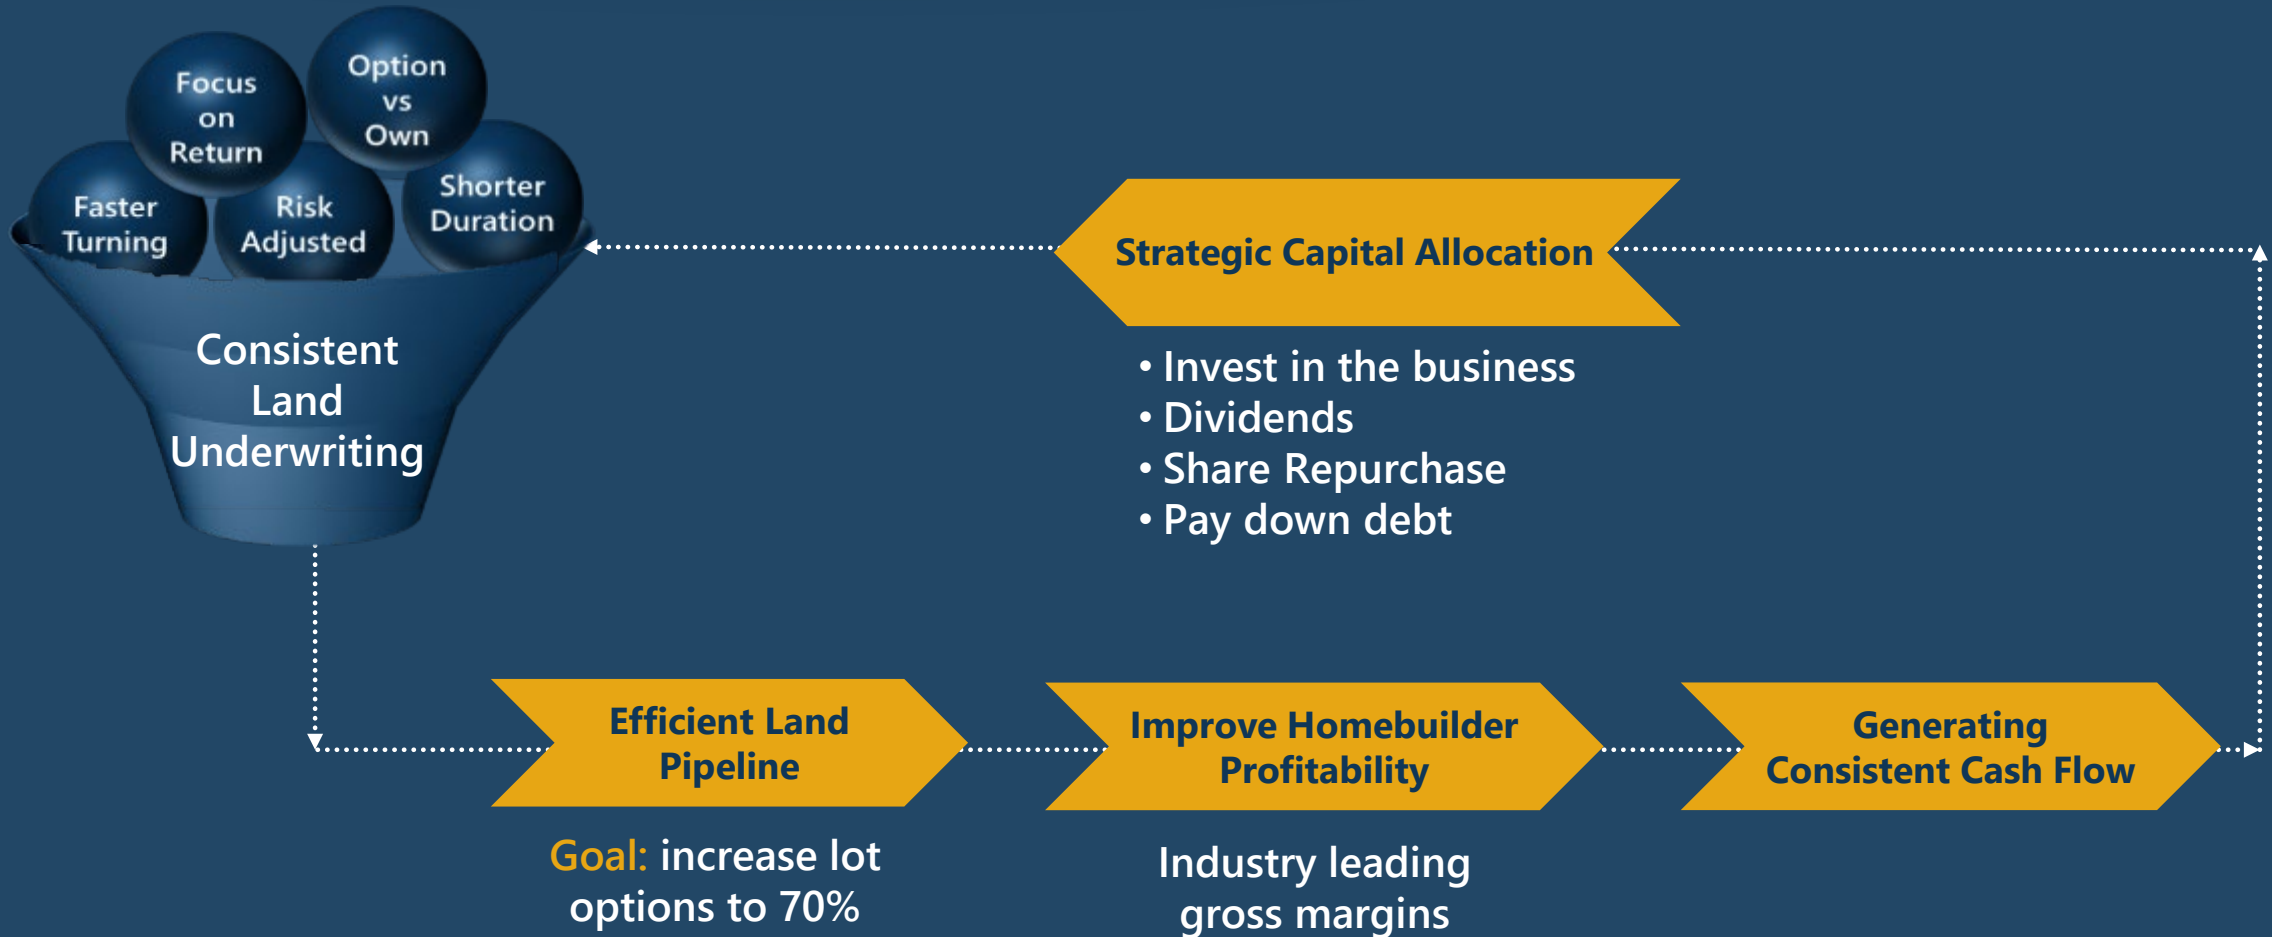 Focus
on
Return
Option
vs
Own
Faster
Turning
Risk
Adjusted
Shorter
Duration
Consistent
Land
Underwriting
Strategic Capital Allocation
• Invest in the business
• Dividends
• Share Repurchase
• Pay down debt
Efficient Land
Pipeline
Goal: increase lot
options to 70%
Improve Homebuilder
Profitability
Industry leading
gross margins
Generating
Consistent Cash Flow